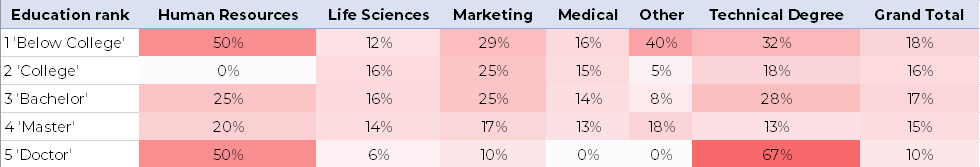 Education rank Human Resources Life Sciences Marketing Medical Other Technical Degree Grand Total
1 'Below College' 50% 12% 29% 16% 40% 32% 18%
2 'College' 0% 16% 25% 15% 5% 18% 16%
3 'Bachelor' 25% 16% 25% 14% 8% 28% 17%
4 'Master' 20% 14% 17% 13% 18% 13% 15%
5 'Doctor' 50% 6% 10% 0% 0% 67% 10%